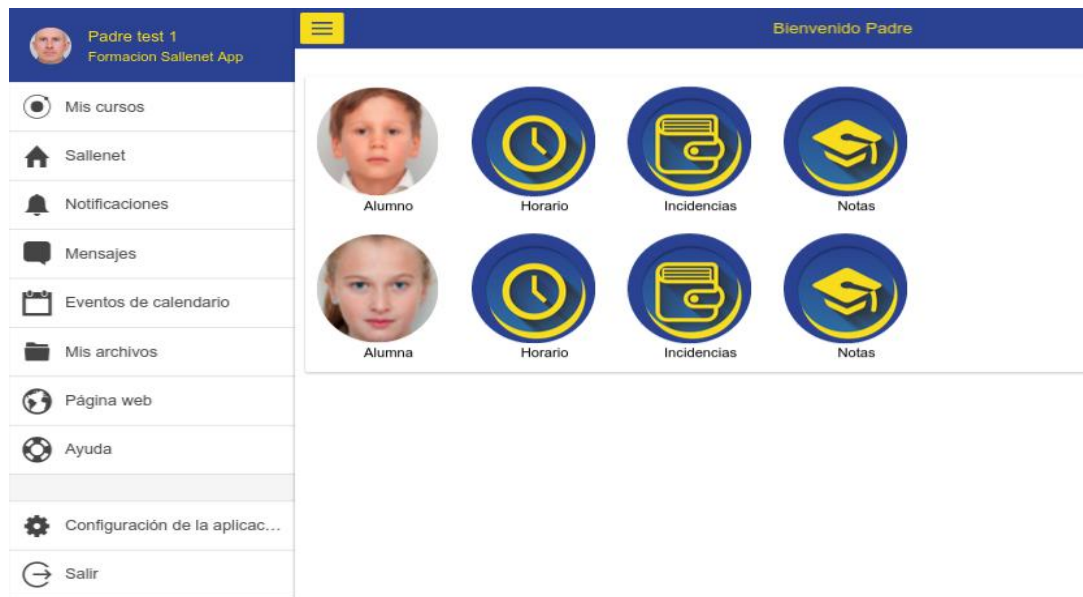 Padre test 1
Formacion Sallenet App
Mis cursos
Sallenet
Notificaciones
Mensajes
Eventos de calendario
Mis archivos
Página web
Ayuda
Configuración de la aplicac...
Salir
Bienvenido Padre
Alumno Horario Incidencias Notas
Alumna Horario Incidencias Notas